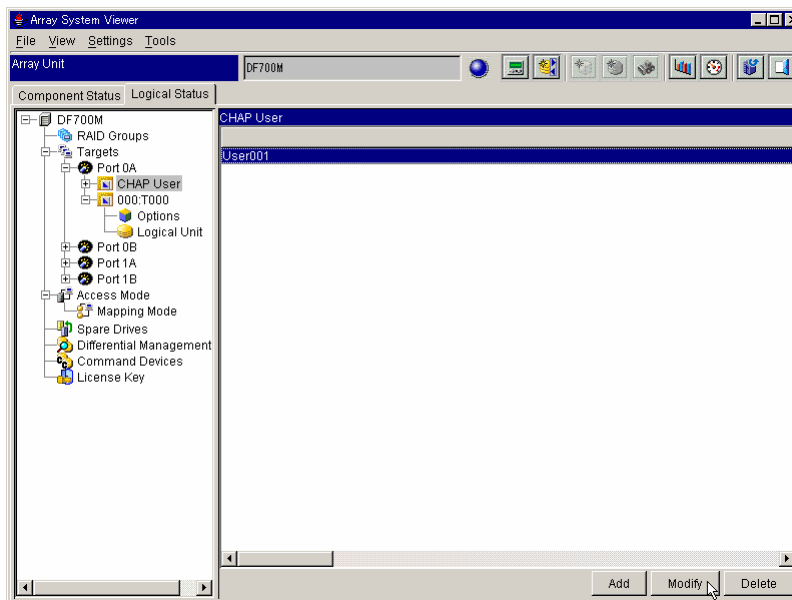 Array System Viewer
File View Settings Tools
Array Unit
DF700M
Component Status
Logical Status
DF700M
RAID Groups
Targets
Port 0A
CHAP User
000:T000
Options
Logical Unit
Port 0B
Port 1A
Port 1B
Access Mode
Mapping Mode
Spare Drives
Differential Management
Command Devices
License Key
CHAP User
User001
Add
Modify
Delete